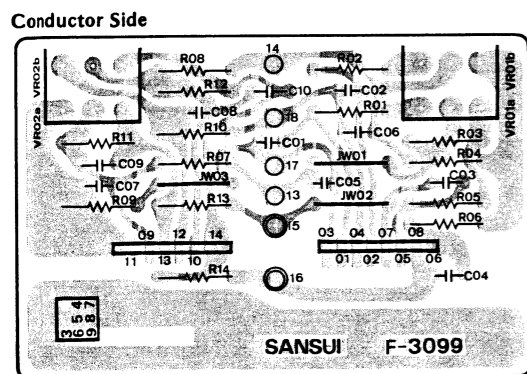 Conductor Side
VR02b
VR02a
VR01b
VR01a
R08
14
R02
R12
C10
C02
C08
18
R01
R10
C06
R11
C01
R03
C09
R07
17
JW01
R04
C07
JW03
C05
C03
R09
R13
13
JW02
R05
15
R06
09 12 14
03 04 07 08
11 13 10
01 02 05 06
R14
16
C04
3 5 4
6 8 7
9
SANSUI F-3099